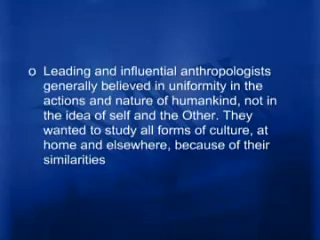 o Leading and influential anthropologists
generally believed in uniformity in the
actions and nature of humankind, not in
the idea of self and the Other. They
wanted to study all forms of culture, at
home and elsewhere, because of their
similarities